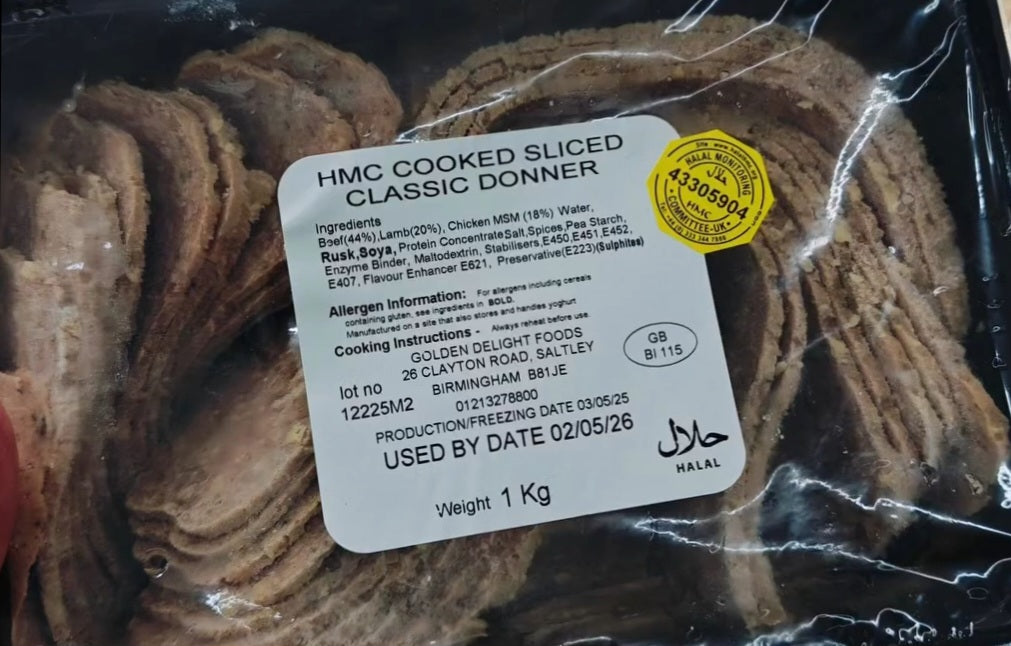 HMC COOKED SLICED
CLASSIC DONNER
Ingredients
Beef(44%),Lamb(20%), Chicken MSM (18%) Water,
Rusk,Soya, Protein Concentrate Salt,Spices,Pea Starch,
Enzyme Binder, Maltodextrin, Stabilisers,E450,E451,E452,
E407, Flavour Enhancer E621, Preservative(E223)(Sulphites)
Allergen Information: For allergens including cereals
containing gluten, see ingredients in BOLD.
Manufactured on a site that also stores and handles yoghurt
Cooking Instructions - Always reheat before use.
GOLDEN DELIGHT FOODS
26 CLAYTON ROAD, SALTLEY
BIRMINGHAM B81JE
01213278800
lot no
12225M2
PRODUCTION/FREEZING DATE 03/05/25
USED BY DATE 02/05/26
Weight 1 Kg
GB
BI 115
حلال
HALAL
HALAL MONITORING
حلال
43305904
HMC
COMMITTEE-UK